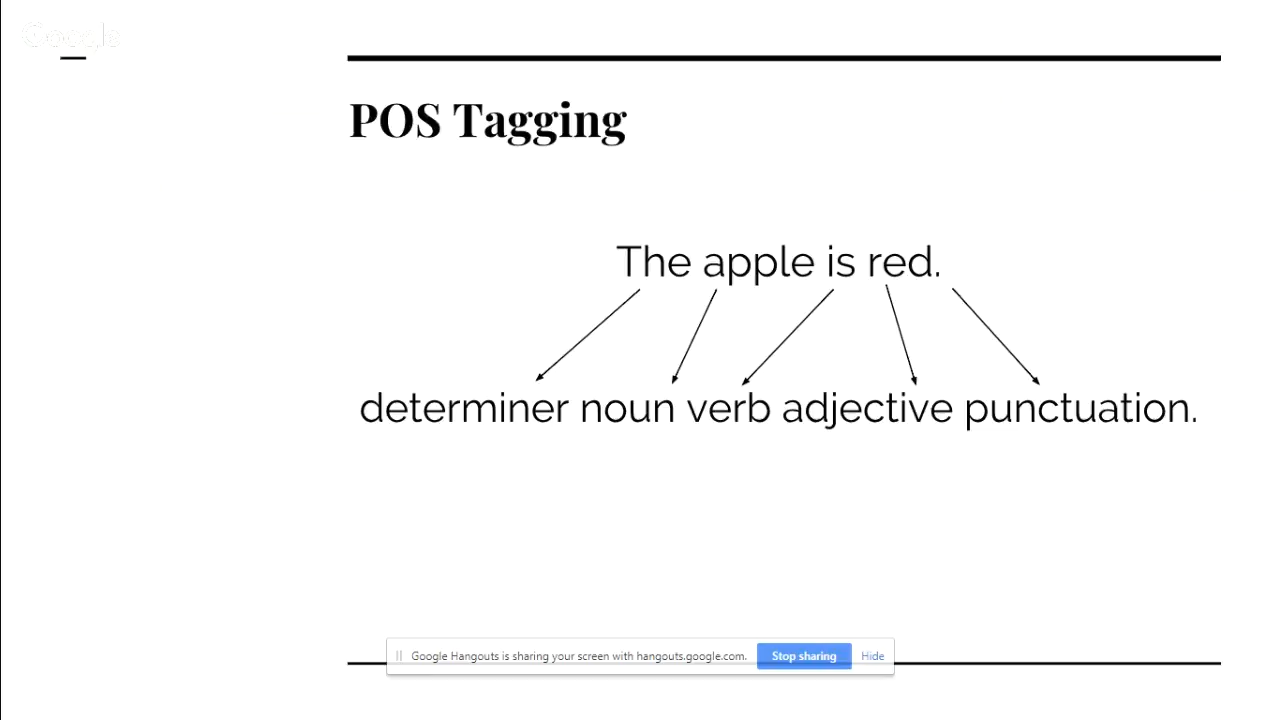 Google
POS Tagging
The apple is red.
determiner noun verb adjective punctuation.
Google Hangouts is sharing your screen with hangouts.google.com. Stop sharing Hide